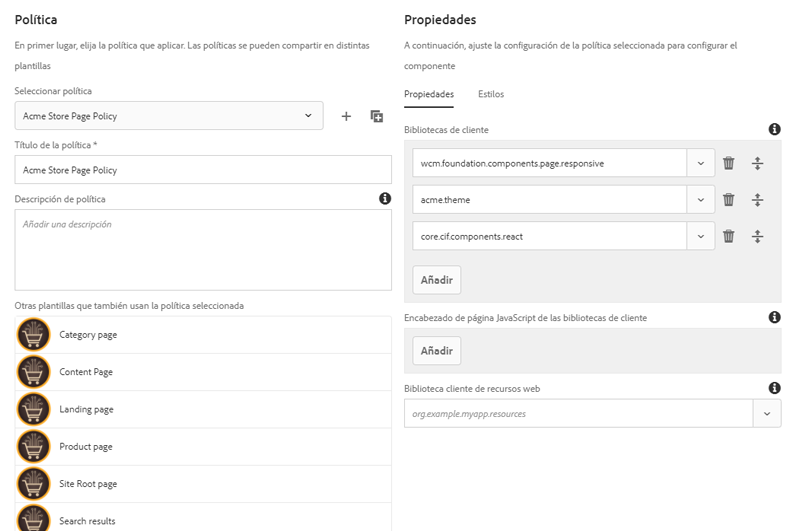 Política
En primer lugar, elija la política que aplicar. Las políticas se pueden compartir en distintas
plantillas
Seleccionar política
Acme Store Page Policy
Título de la política *
Acme Store Page Policy
Descripción de política
Añadir una descripción
Otras plantillas que también usan la política seleccionada
Category page
Content Page
Landing page
Product page
Site Root page
Search results
Propiedades
A continuación, ajuste la configuración de la política seleccionada para configurar el
componente
Propiedades
Estilos
Bibliotecas de cliente
wcm.foundation.components.page.responsive
acme.theme
core.cif.components.react
Añadir
Encabezado de página JavaScript de las bibliotecas de cliente
Añadir
Biblioteca cliente de recursos web
org.example.myapp.resources